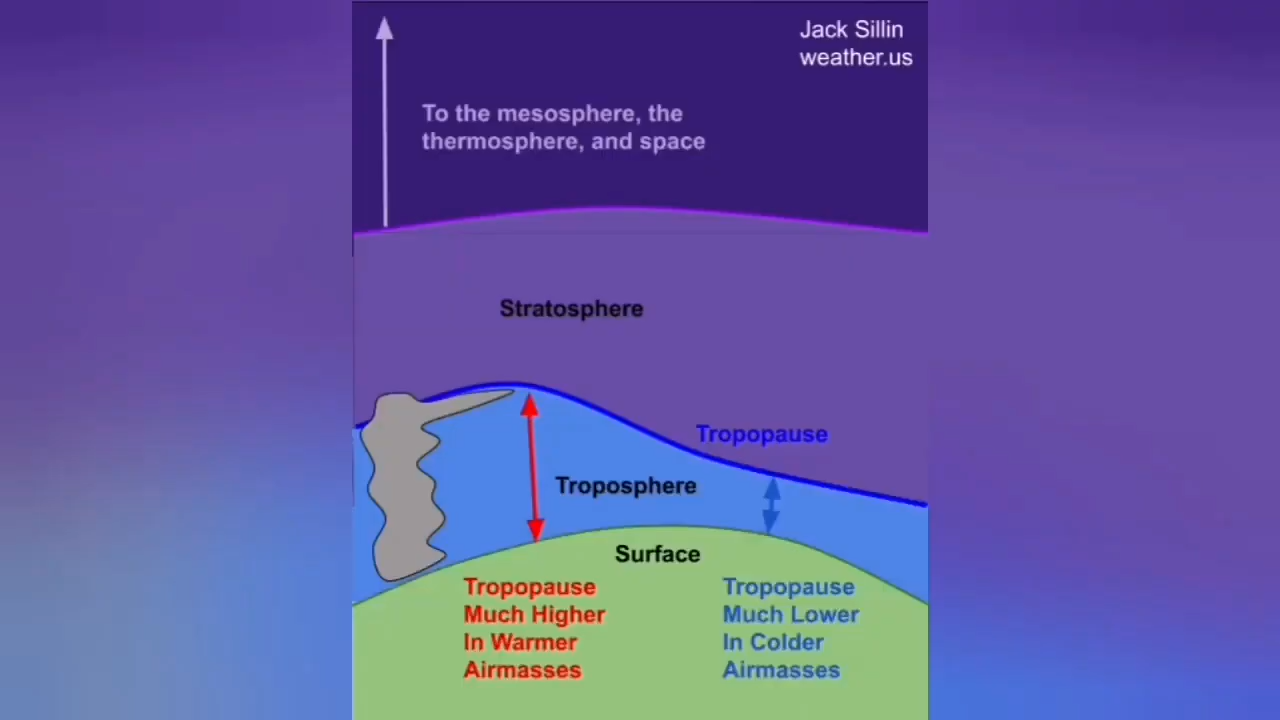 Jack Sillin
weather.us
To the mesosphere, the
thermosphere, and space
Stratosphere
Tropopause
Troposphere
Surface
Tropopause
Much Higher
In Warmer
Airmasses
Tropopause
Much Lower
In Colder
Airmasses